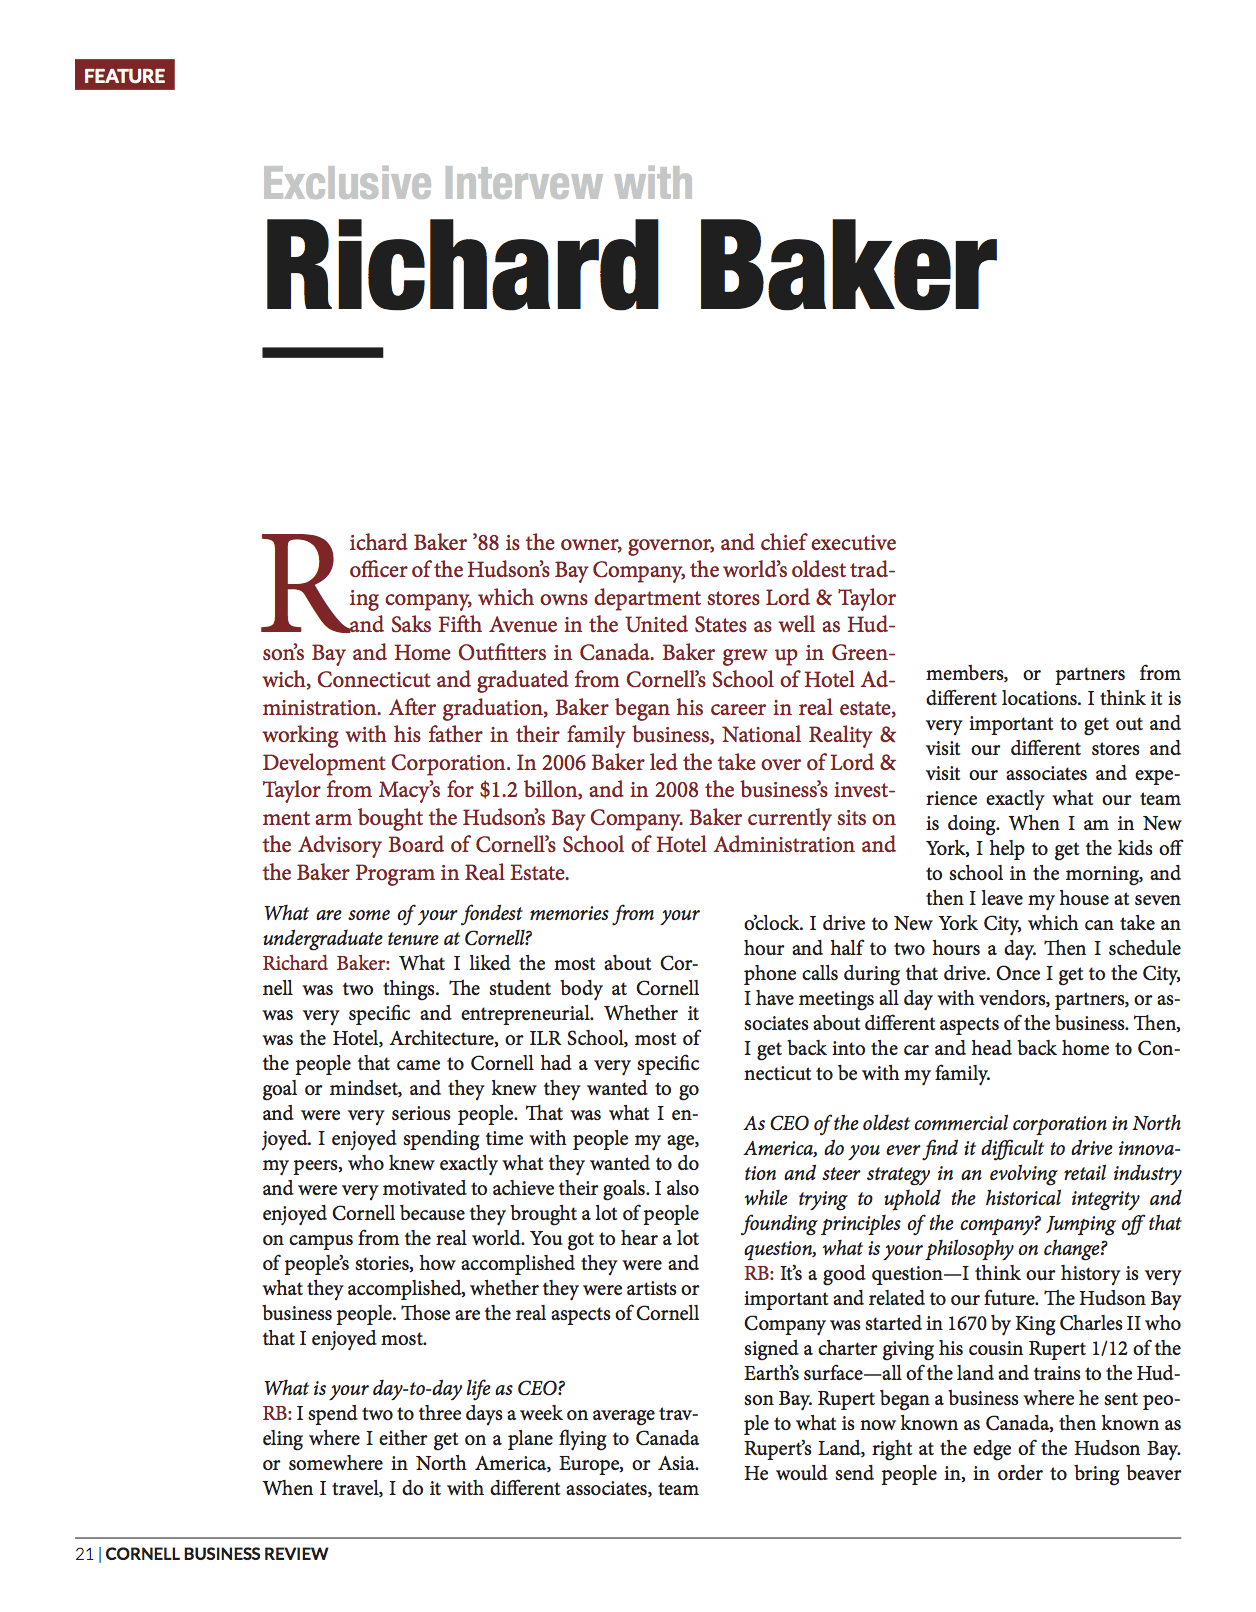 FEATURE
Exclusive Intervew with
Richard Baker
Richard Baker ’88 is the owner, governor, and chief executive
officer of the Hudson’s Bay Company, the world’s oldest trad-
ing company, which owns department stores Lord & Taylor
and Saks Fifth Avenue in the United States as well as Hud-
son’s Bay and Home Outfitters in Canada. Baker grew up in Green-
wich, Connecticut and graduated from Cornell’s School of Hotel Ad-
ministration. After graduation, Baker began his career in real estate,
working with his father in their family business, National Reality &
Development Corporation. In 2006 Baker led the take over of Lord &
Taylor from Macy’s for $1.2 billon, and in 2008 the business’s invest-
ment arm bought the Hudson’s Bay Company. Baker currently sits on
the Advisory Board of Cornell’s School of Hotel Administration and
the Baker Program in Real Estate.
What are some of your fondest memories from your
undergraduate tenure at Cornell?
Richard Baker: What I liked the most about Cor-
nell was two things. The student body at Cornell
was very specific and entrepreneurial. Whether it
was the Hotel, Architecture, or ILR School, most of
the people that came to Cornell had a very specific
goal or mindset, and they knew they wanted to go
and were very serious people. That was what I en-
joyed. I enjoyed spending time with people my age,
my peers, who knew exactly what they wanted to do
and were very motivated to achieve their goals. I also
enjoyed Cornell because they brought a lot of people
on campus from the real world. You got to hear a lot
of people’s stories, how accomplished they were and
what they accomplished, whether they were artists or
business people. Those are the real aspects of Cornell
that I enjoyed most.
What is your day-to-day life as CEO?
RB: I spend two to three days a week on average trav-
eling where I either get on a plane flying to Canada
or somewhere in North America, Europe, or Asia.
When I travel, I do it with different associates, team
members, or partners from
different locations. I think it is
very important to get out and
visit our different stores and
visit our associates and expe-
rience exactly what our team
is doing. When I am in New
York, I help to get the kids off
to school in the morning, and
then I leave my house at seven
o’clock. I drive to New York City, which can take an
hour and half to two hours a day. Then I schedule
phone calls during that drive. Once I get to the City,
I have meetings all day with vendors, partners, or as-
sociates about different aspects of the business. Then,
I get back into the car and head back home to Con-
necticut to be with my family.
As CEO of the oldest commercial corporation in North
America, do you ever find it difficult to drive innova-
tion and steer strategy in an evolving retail industry
while trying to uphold the historical integrity and
founding principles of the company? Jumping off that
question, what is your philosophy on change?
RB: It’s a good question—I think our history is very
important and related to our future. The Hudson Bay
Company was started in 1670 by King Charles II who
signed a charter giving his cousin Rupert 1/12 of the
Earth’s surface—all of the land and trains to the Hud-
son Bay. Rupert began a business where he sent peo-
ple to what is now known as Canada, then known as
Rupert’s Land, right at the edge of the Hudson Bay.
He would send people in, in order to bring beaver
21 | CORNELL BUSINESS REVIEW